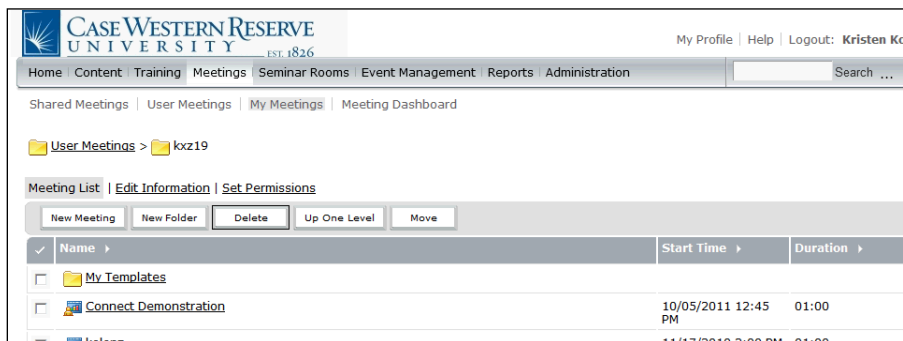 CASE WESTERN RESERVE
UNIVERSITY EST. 1826
My Profile | Help | Logout: Kristen
Home Content Training Meetings Seminar Rooms Event Management Reports Administration Search ...
Shared Meetings | User Meetings | My Meetings | Meeting Dashboard
User Meetings > kxz19
Meeting List | Edit Information | Set Permissions
New Meeting New Folder Delete Up One Level Move
Name Start Time Duration
My Templates
Connect Demonstration 10/05/2011 12:45 PM 01:00